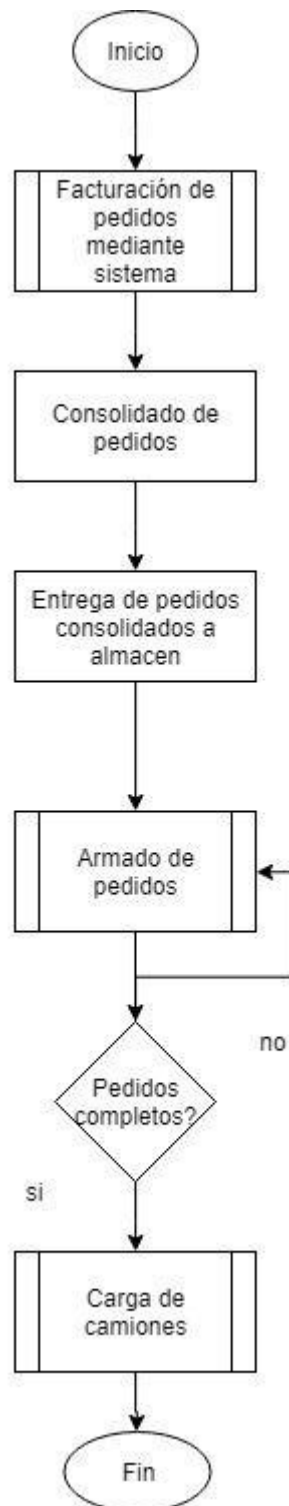 Inicio
Facturación de
pedidos
mediante
sistema
Consolidado de
pedidos
Entrega de pedidos
consolidados a
almacen
Armado de
pedidos
no
Pedidos
completos?
si
Carga de
camiones
Fin